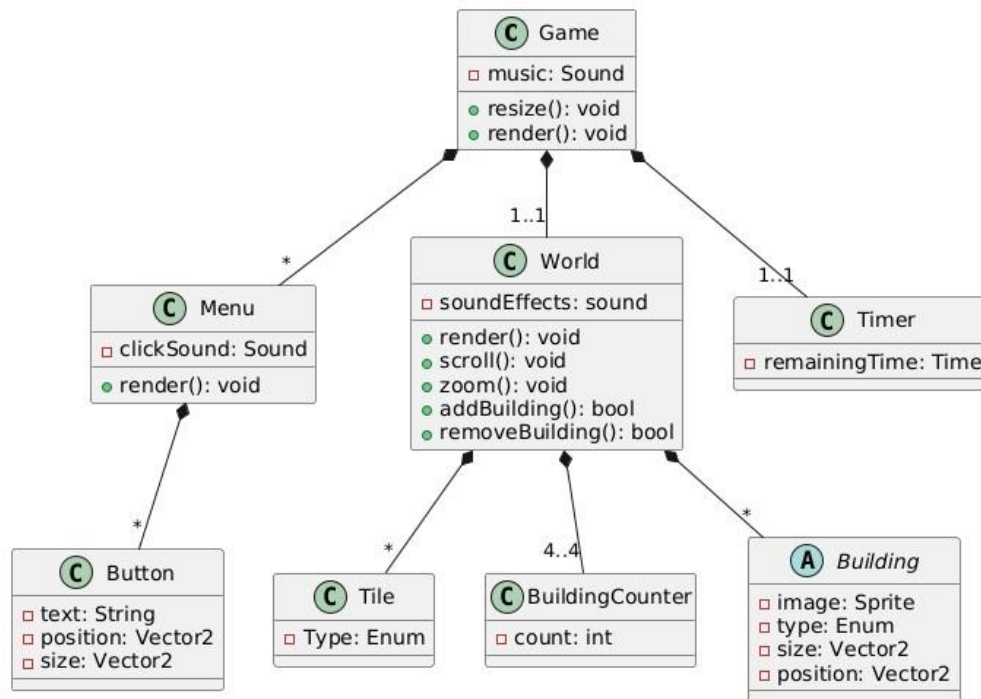 C Game
music: Sound
resize(): void
render(): void
*
1..1
1..1
C Menu
clickSound: Sound
render(): void
C World
soundEffects: sound
render(): void
scroll(): void
zoom(): void
addBuilding(): bool
removeBuilding(): bool
C Timer
remainingTime: Time
*
*
4..4
*
C Button
text: String
position: Vector2
size: Vector2
C Tile
Type: Enum
C BuildingCounter
count: int
A Building
image: Sprite
type: Enum
size: Vector2
position: Vector2